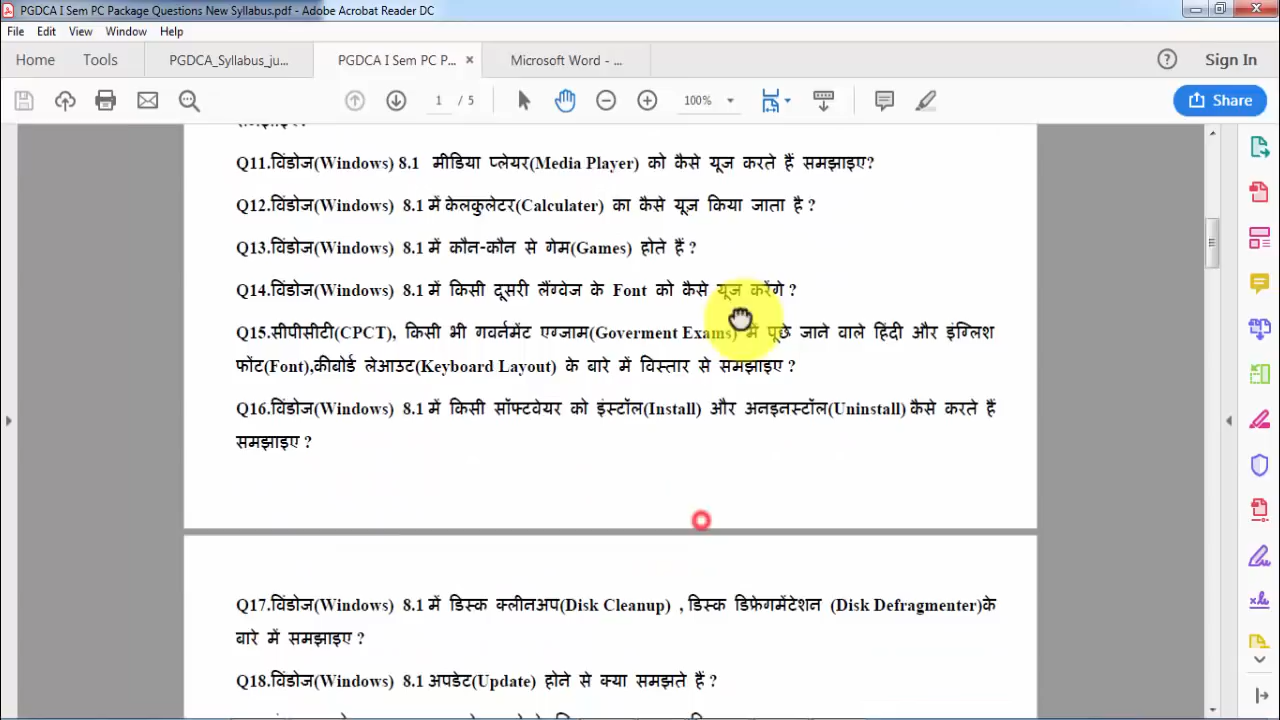 PGDCA I Sem PC Package Questions New Syllabus.pdf - Adobe Acrobat Reader DC
File Edit View Window Help
Home Tools PGDCA_Syllabus_ju... PGDCA I Sem PC P... × Microsoft Word - ... Sign In
1 / 5 100% Share
समझाइए?
Q11.विंडोज(Windows) 8.1 मीडिया प्लेयर(Media Player) को कैसे यूज करते हैं समझाइए?
Q12.विंडोज(Windows) 8.1 में केलकुलेटर(Calculater) का कैसे यूज़ किया जाता है ?
Q13.विंडोज(Windows) 8.1 में कौन-कौन से गेम(Games) होते हैं ?
Q14.विंडोज(Windows) 8.1 में किसी दूसरी लैंग्वेज के Font को कैसे यूज करेंगे ?
Q15.सीपीसीटी(CPCT), किसी भी गवर्नमेंट एग्जाम(Goverment Exams) में पूछे जाने वाले हिंदी और इंग्लिश
फोंट(Font),कीबोर्ड लेआउट(Keyboard Layout) के बारे में विस्तार से समझाइए ?
Q16.विंडोज(Windows) 8.1 में किसी सॉफ्टवेयर को इंस्टॉल(Install) और अनइनस्टॉल(Uninstall) कैसे करते हैं
समझाइए ?
Q17.विंडोज(Windows) 8.1 में डिस्क क्लीनअप(Disk Cleanup) , डिस्क डिफ्रेगमेंटेशन (Disk Defragmenter)के
बारे में समझाइए ?
Q18.विंडोज(Windows) 8.1 अपडेट(Update) होने से क्या समझते हैं ?